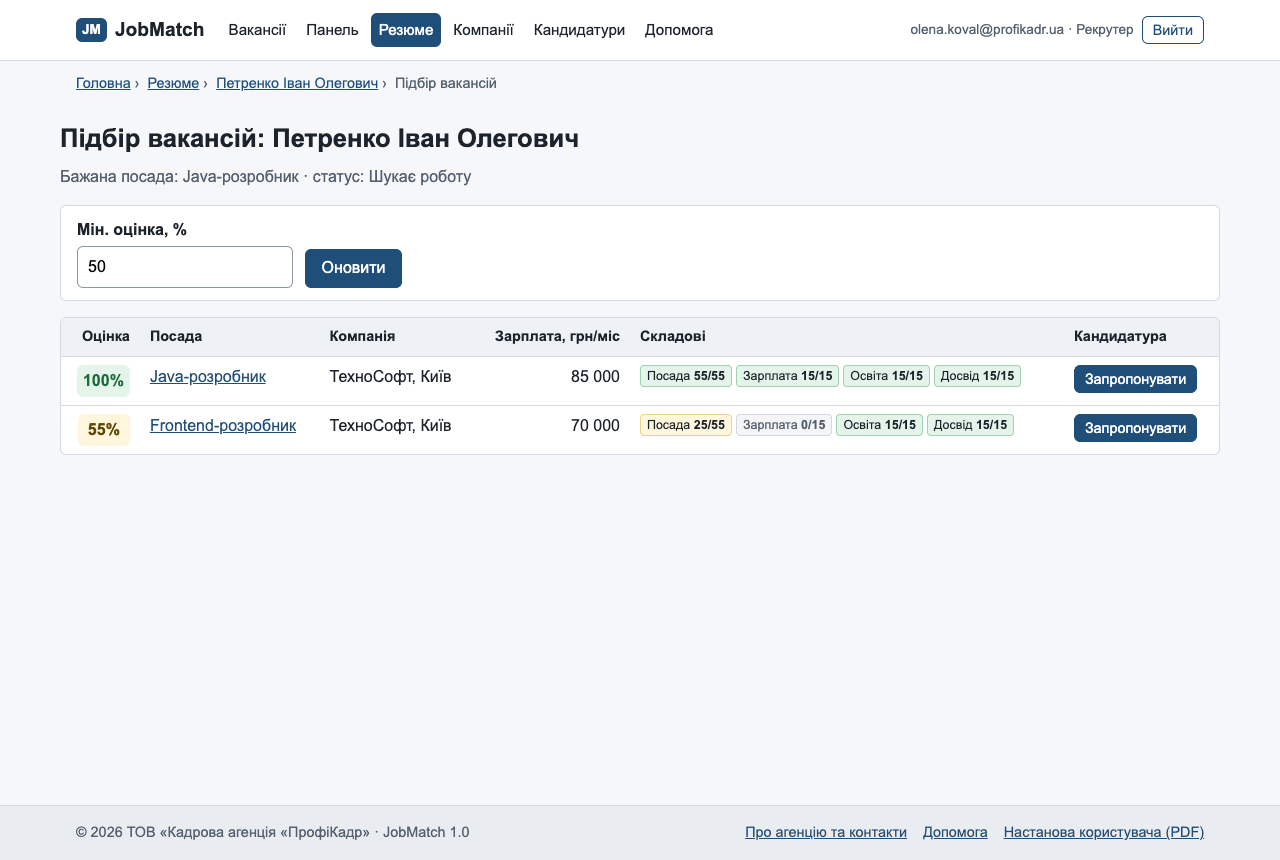 JM JobMatch Вакансії Панель Резюме Компанії Кандидатури Допомога olena.koval@profikadr.ua · Рекрутер Вийти
Головна › Резюме › Петренко Іван Олегович › Підбір вакансій
Підбір вакансій: Петренко Іван Олегович
Бажана посада: Java-розробник · статус: Шукає роботу
Мін. оцінка, %
50 Оновити
Оцінка Посада Компанія Зарплата, грн/міс Складові Кандидатура
100% Java-розробник ТехноСофт, Київ 85 000 Посада 55/55 Зарплата 15/15 Освіта 15/15 Досвід 15/15 Запропонувати
55% Frontend-розробник ТехноСофт, Київ 70 000 Посада 25/55 Зарплата 0/15 Освіта 15/15 Досвід 15/15 Запропонувати
© 2026 ТОВ «Кадрова агенція «ПрофіКадр» · JobMatch 1.0 Про агенцію та контакти Допомога Настанова користувача (PDF)